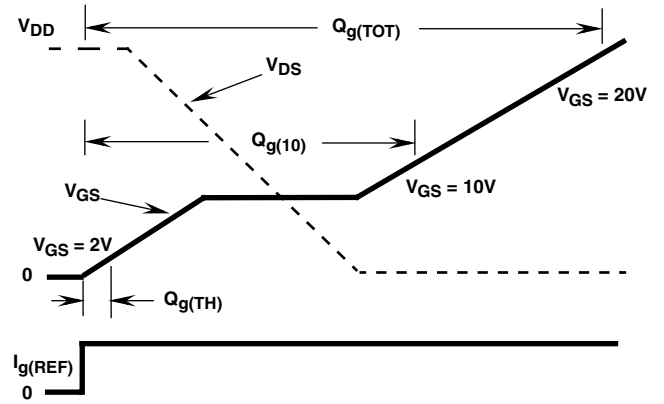 V_DD
Q_g(TOT)
V_DS
V_GS = 20V
Q_g(10)
V_GS
V_GS = 10V
V_GS = 2V
0
Q_g(TH)
I_g(REF)
0